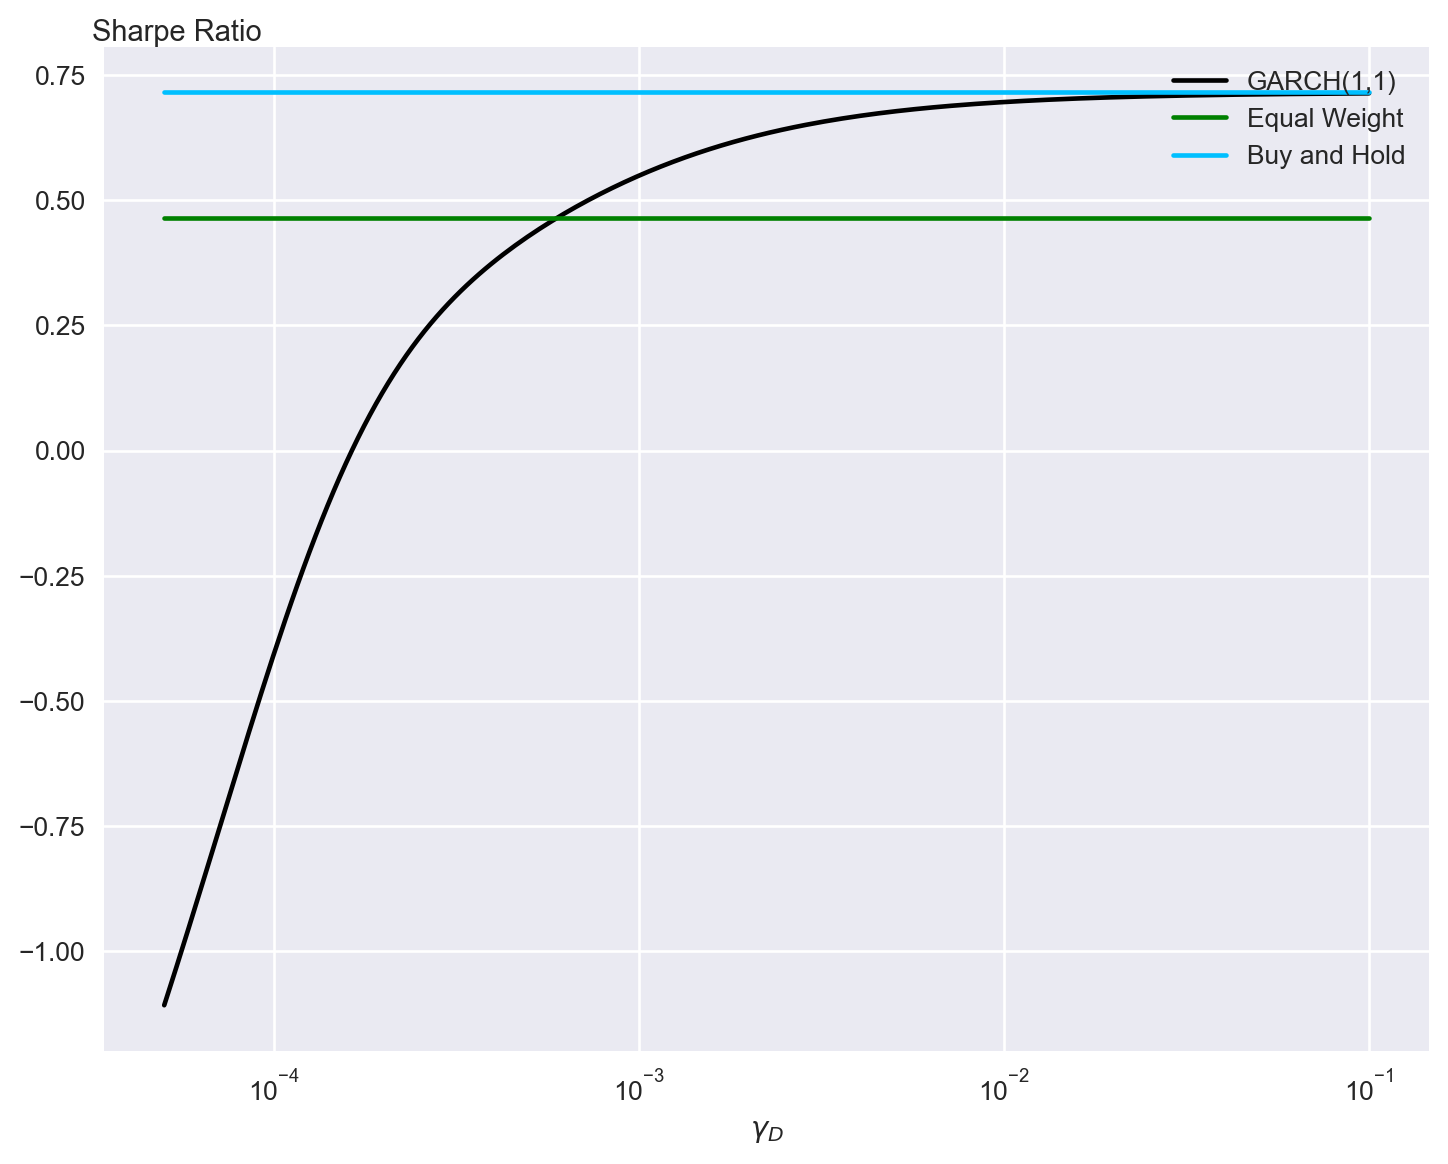 Sharpe Ratio
0.75
0.50
0.25
0.00
−0.25
−0.50
−0.75
−1.00
GARCH(1,1)
Equal Weight
Buy and Hold
10⁻⁴ 10⁻³ 10⁻² 10⁻¹
γ_D